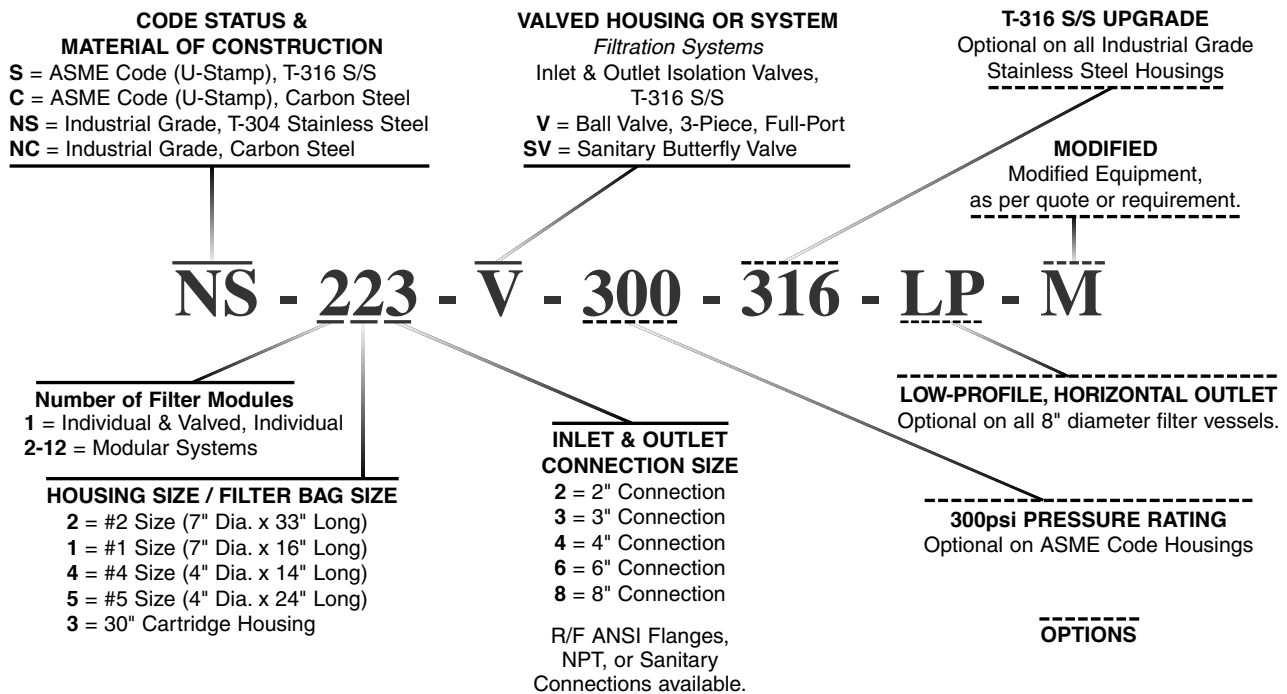 CODE STATUS &
MATERIAL OF CONSTRUCTION
S = ASME Code (U-Stamp), T-316 S/S
C = ASME Code (U-Stamp), Carbon Steel
NS = Industrial Grade, T-304 Stainless Steel
NC = Industrial Grade, Carbon Steel
VALVED HOUSING OR SYSTEM
Filtration Systems
Inlet & Outlet Isolation Valves,
T-316 S/S
V = Ball Valve, 3-Piece, Full-Port
SV = Sanitary Butterfly Valve
T-316 S/S UPGRADE
Optional on all Industrial Grade
Stainless Steel Housings
MODIFIED
Modified Equipment,
as per quote or requirement.
NS - 223 - V - 300 - 316 - LP - M
Number of Filter Modules
1 = Individual & Valved, Individual
2-12 = Modular Systems
HOUSING SIZE / FILTER BAG SIZE
2 = #2 Size (7" Dia. x 33" Long)
1 = #1 Size (7" Dia. x 16" Long)
4 = #4 Size (4" Dia. x 14" Long)
5 = #5 Size (4" Dia. x 24" Long)
3 = 30" Cartridge Housing
INLET & OUTLET
CONNECTION SIZE
2 = 2" Connection
3 = 3" Connection
4 = 4" Connection
6 = 6" Connection
8 = 8" Connection
R/F ANSI Flanges,
NPT, or Sanitary
Connections available.
LOW-PROFILE, HORIZONTAL OUTLET
Optional on all 8" diameter filter vessels.
300psi PRESSURE RATING
Optional on ASME Code Housings
OPTIONS